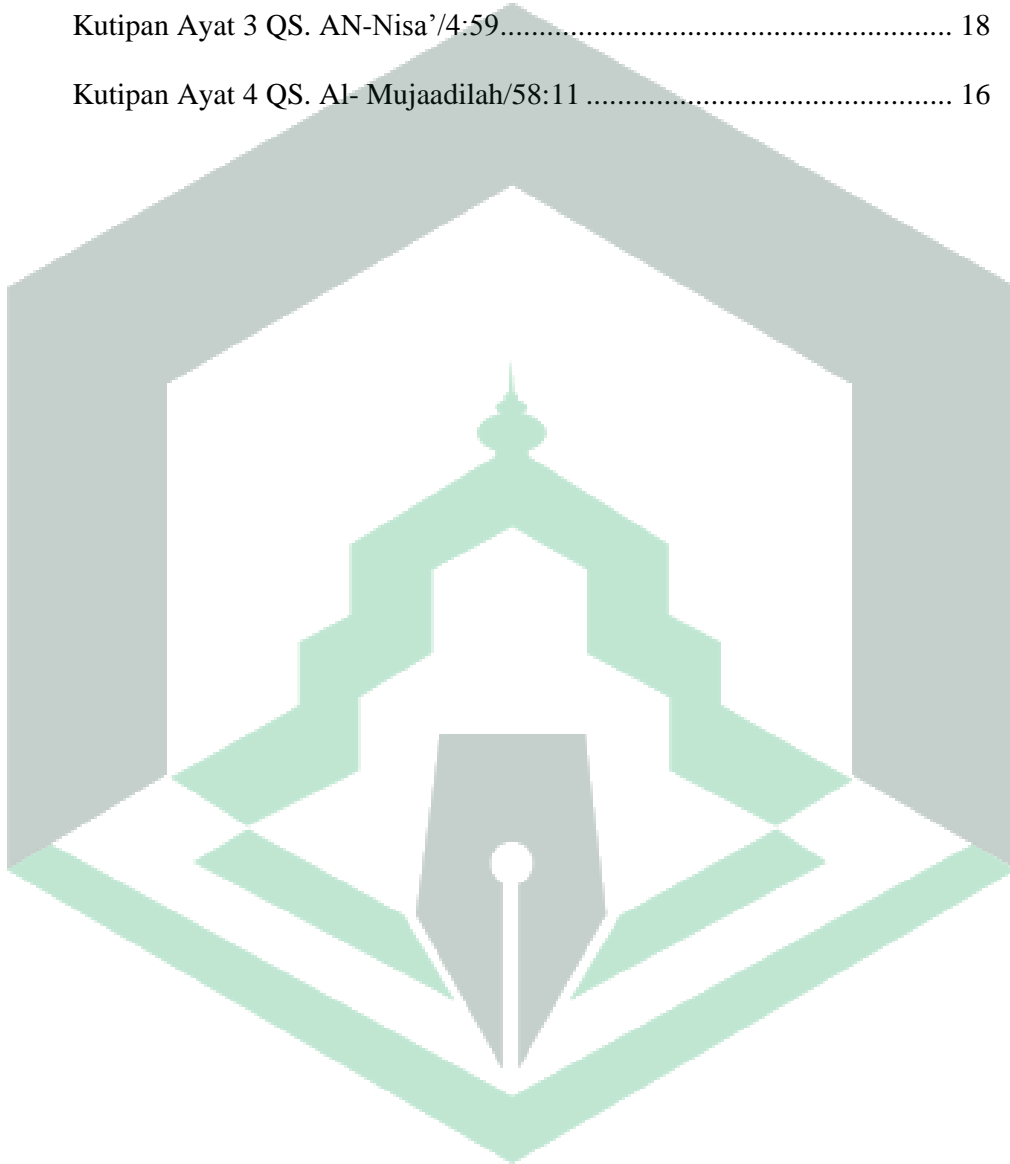 Kutipan Ayat 3 QS. AN-Nisa’/4:59........................................................ 18
Kutipan Ayat 4 QS. Al- Mujaadilah/58:11 ............................................. 16